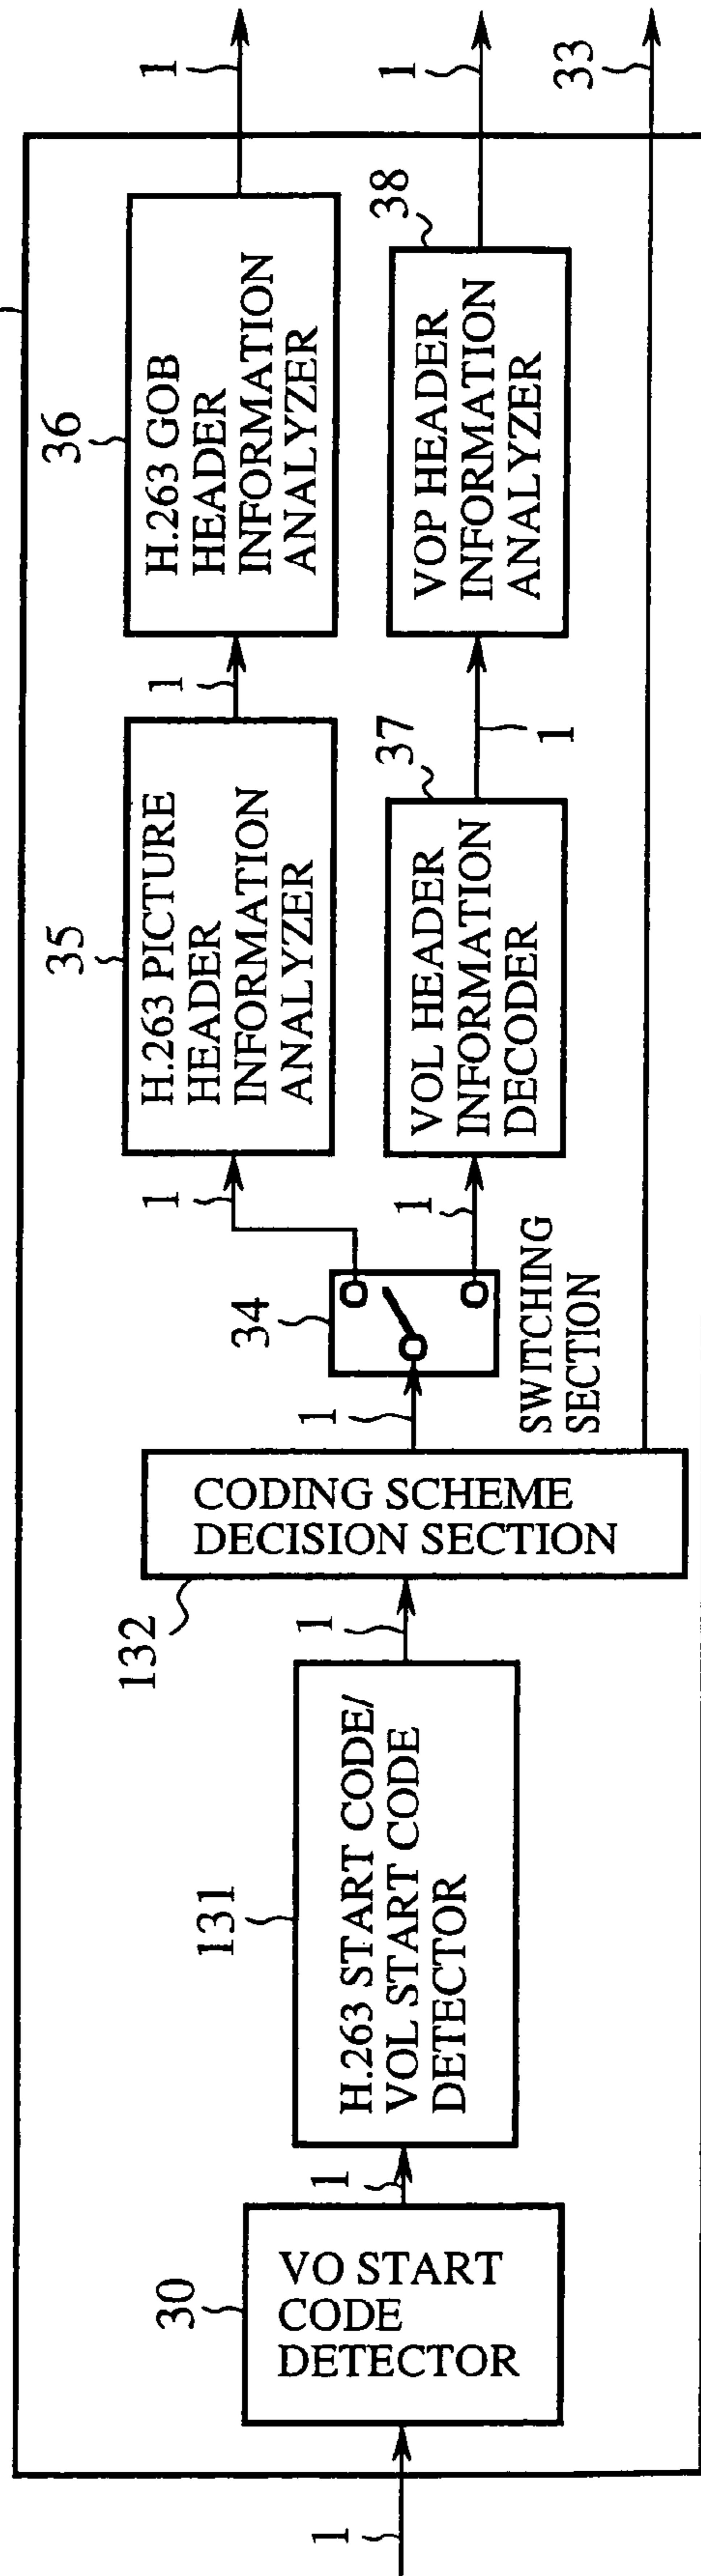 1
30
VO START
CODE
DETECTOR
1
131
H.263 START CODE/
VOL START CODE
DETECTOR
1
132
CODING SCHEME
DECISION SECTION
1
34
SWITCHING
SECTION
1
35
H.263 PICTURE
HEADER
INFORMATION
ANALYZER
1
36
H.263 GOB
HEADER
INFORMATION
ANALYZER
1
1
37
VOL HEADER
INFORMATION
DECODER
1
38
VOP HEADER
INFORMATION
ANALYZER
1
33